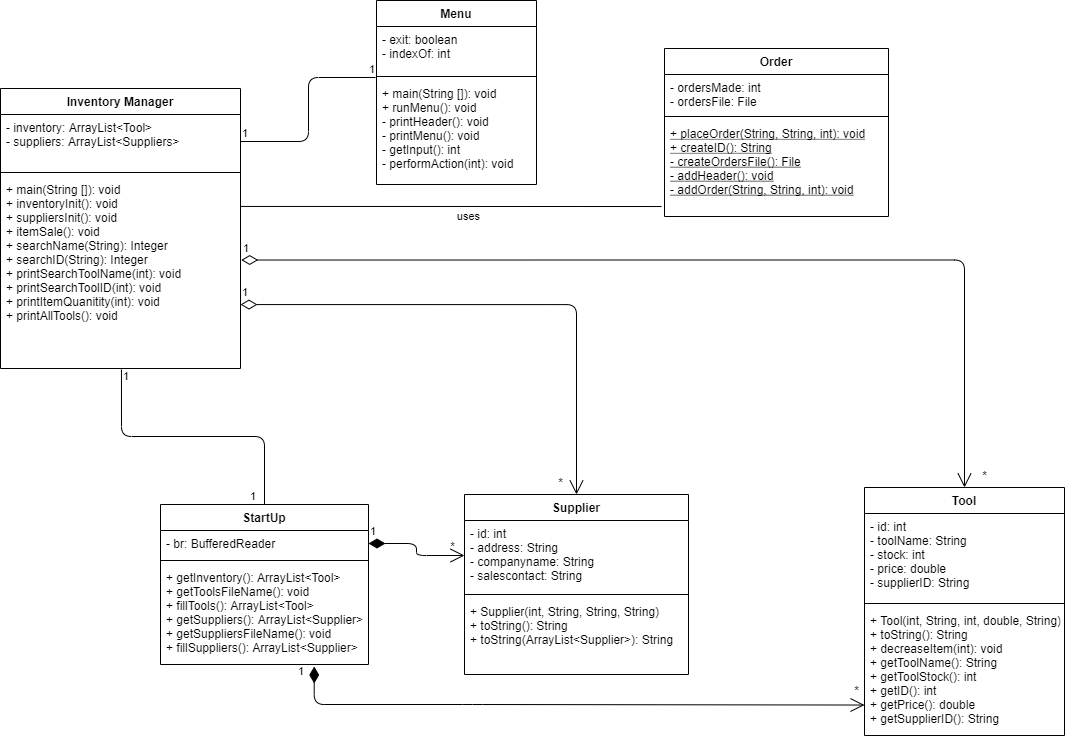 Menu
- exit: boolean
- indexOf: int
+ main(String []): void
+ runMenu(): void
- printHeader(): void
- printMenu(): void
- getInput(): int
- performAction(int): void
1
Order
- ordersMade: int
- ordersFile: File
+ placeOrder(String, String, int): void
+ createID(): String
- createOrdersFile(): File
- addHeader(): void
- addOrder(String, String, int): void
Inventory Manager
- inventory: ArrayList<Tool>
- suppliers: ArrayList<Suppliers>
+ main(String []): void
+ inventoryInit(): void
+ suppliersInit(): void
+ itemSale(): void
+ searchName(String): Integer
+ searchID(String): Integer
+ printSearchToolName(int): void
+ printSearchToolID(int): void
+ printItemQuanitity(int): void
+ printAllTools(): void
1
uses
1
1
1
1
*
*
StartUp
- br: BufferedReader
+ getInventory(): ArrayList<Tool>
+ getToolsFileName(): void
+ fillTools(): ArrayList<Tool>
+ getSuppliers(): ArrayList<Supplier>
+ getSuppliersFileName(): void
+ fillSuppliers(): ArrayList<Supplier>
1
*
1
*
Supplier
- id: int
- address: String
- companyname: String
- salescontact: String
+ Supplier(int, String, String, String)
+ toString(): String
+ toString(ArrayList<Supplier>): String
Tool
- id: int
- toolName: String
- stock: int
- price: double
- supplierID: String
+ Tool(int, String, int, double, String)
+ toString(): String
+ decreaseItem(int): void
+ getToolName(): String
+ getToolStock(): int
+ getID(): int
+ getPrice(): double
+ getSupplierID(): String